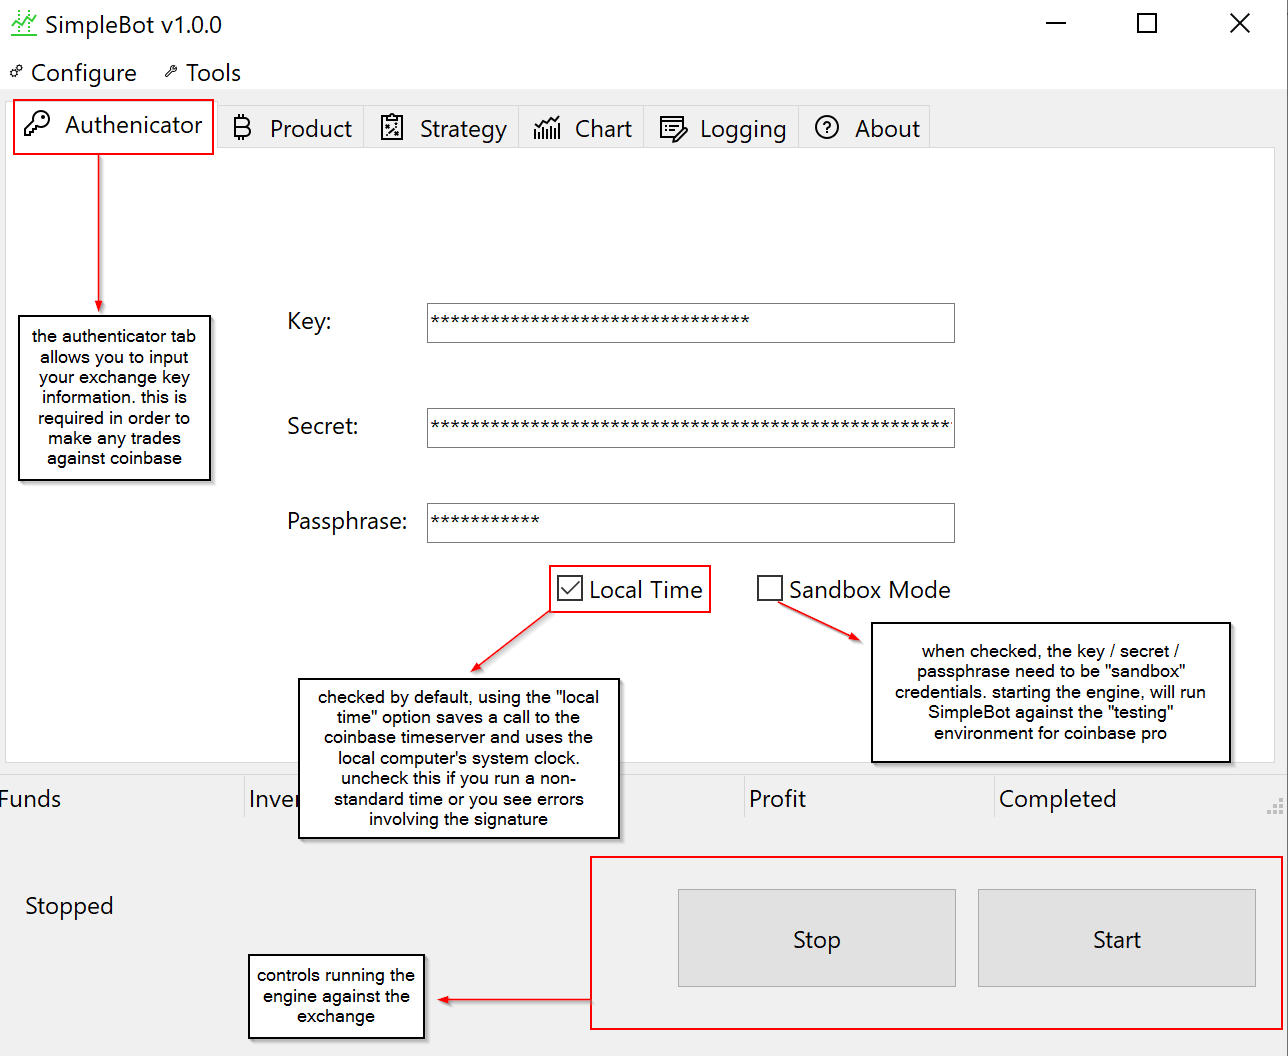 SimpleBot v1.0.0
Configure Tools
Authenicator Product Strategy Chart Logging About
Key: ********************************
the authenticator tab
allows you to input
your exchange key
information. this is
required in order to
make any trades
against coinbase
Secret: ****************************************************
Passphrase: ***********
Local Time Sandbox Mode
when checked, the key / secret /
passphrase need to be "sandbox"
credentials. starting the engine, will run
SimpleBot against the "testing"
environment for coinbase pro
checked by default, using the "local
time" option saves a call to the
coinbase timeserver and uses the
local computer's system clock.
uncheck this if you run a non-
standard time or you see errors
involving the signature
Funds Inver Profit Completed
Stopped
Stop Start
controls running the
engine against the
exchange